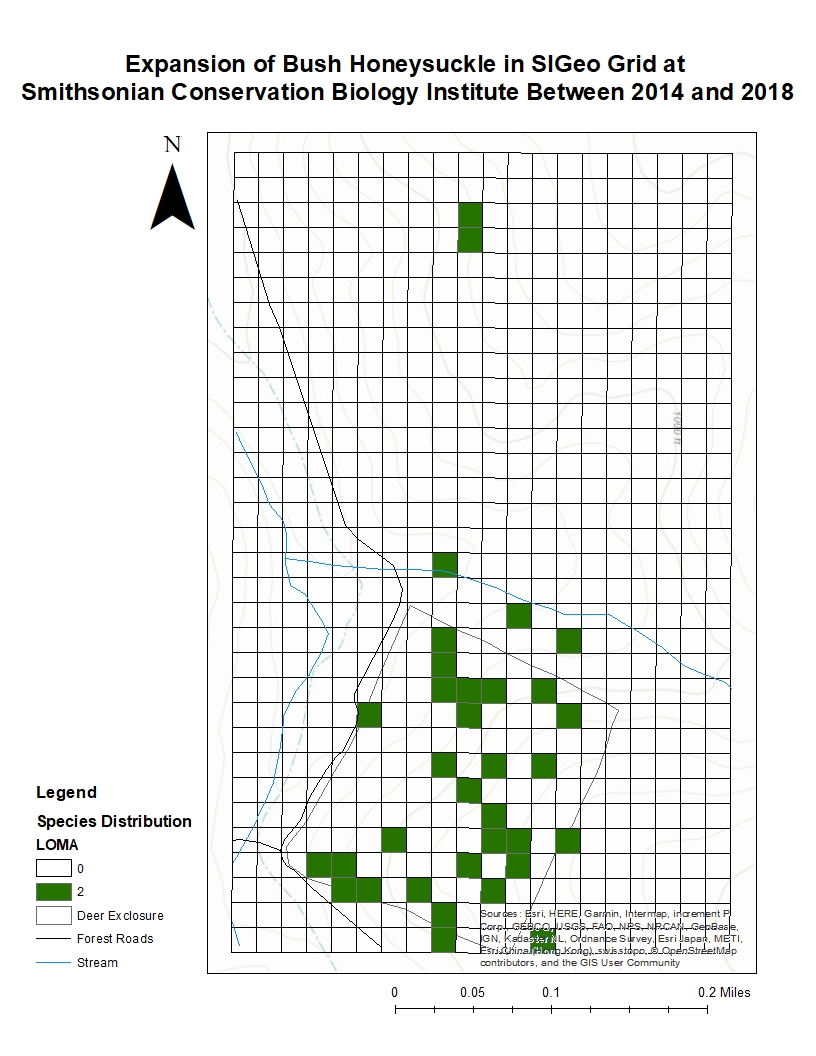 Expansion of Bush Honeysuckle in SIGeo Grid at
Smithsonian Conservation Biology Institute Between 2014 and 2018
N
1000 ft
Legend
Species Distribution
LOMA
0
2
Deer Exclosure
Forest Roads
Stream
Sources: Esri, HERE, Garmin, Intermap, increment P
Corp., GEBCO, USGS, FAO, NPS, NRCAN, GeoBase,
IGN, Kadaster NL, Ordnance Survey, Esri Japan, METI,
Esri China (Hong Kong), swisstopo, © OpenStreetMap
contributors, and the GIS User Community
0 0.05 0.1 0.2 Miles